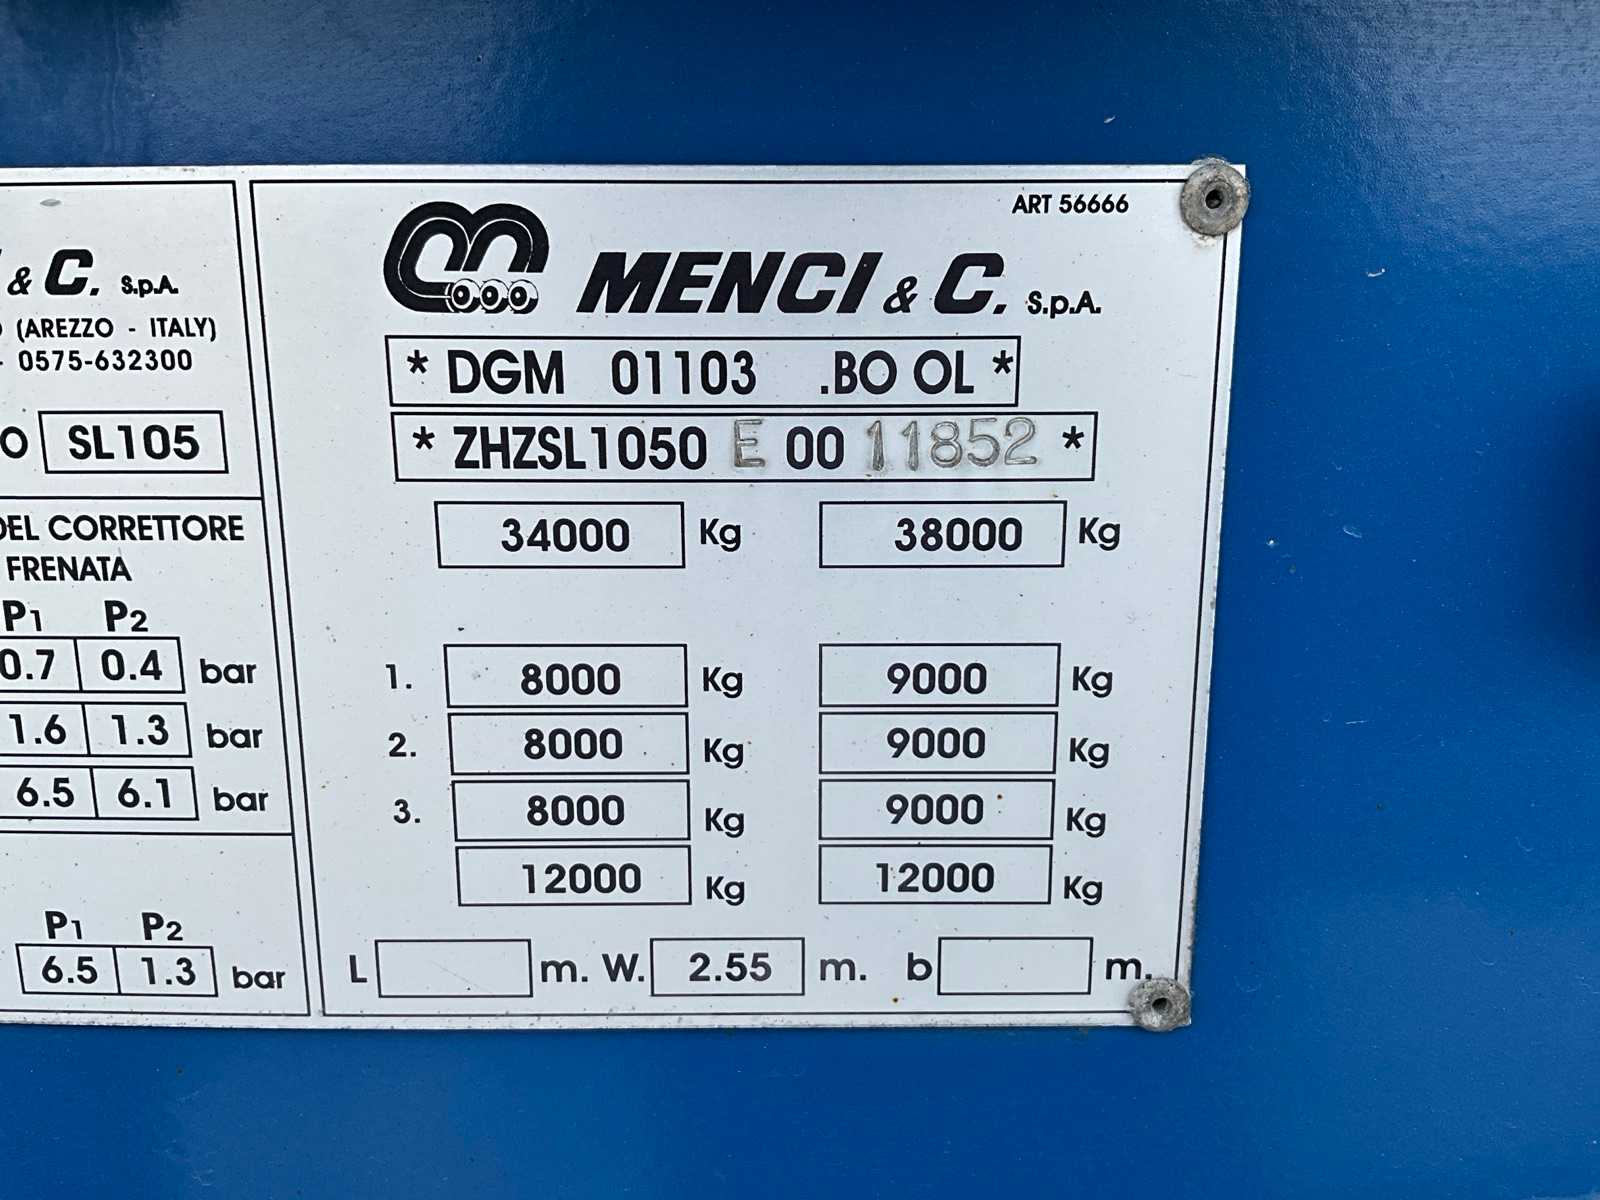 & C. S.p.A.
(AREZZO - ITALY)
- 0575-632300
O SL105
DEL CORRETTORE
FRENATA
P1 P2
0.7 0.4 bar
1.6 1.3 bar
6.5 6.1 bar
P1 P2
6.5 1.3 bar
ART 56666
MENCI & C. S.p.A.
* DGM 01103 .BO OL *
* ZHZSL1050 E 00 11852 *
34000 Kg 38000 Kg
1. 8000 Kg 9000 Kg
2. 8000 Kg 9000 Kg
3. 8000 Kg 9000 Kg
12000 Kg 12000 Kg
L m. W. 2.55 m. b m.